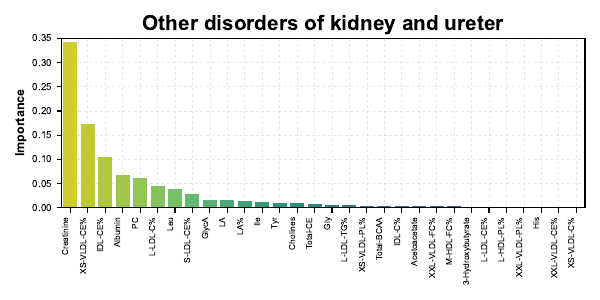 Other disorders of kidney and ureter
Importance
0.35
0.30
0.25
0.20
0.15
0.10
0.05
0.00
Creatinine
XS-VLDL-CE%
IDL-CE%
Albumin
PC
L-LDL-C%
Leu
S-LDL-CE%
GlycA
LA
LA%
Ile
Tyr
Cholines
Total-CE
Gly
L-LDL-TG%
XS-VLDL-PL%
Total-BCAA
IDL-C%
Acetoacetate
XXL-VLDL-FC%
M-HDL-FC%
3-Hydroxybutyrate
L-LDL-CE%
L-HDL-PL%
XXL-VLDL-PL%
His
XXL-VLDL-CE%
XS-VLDL-C%